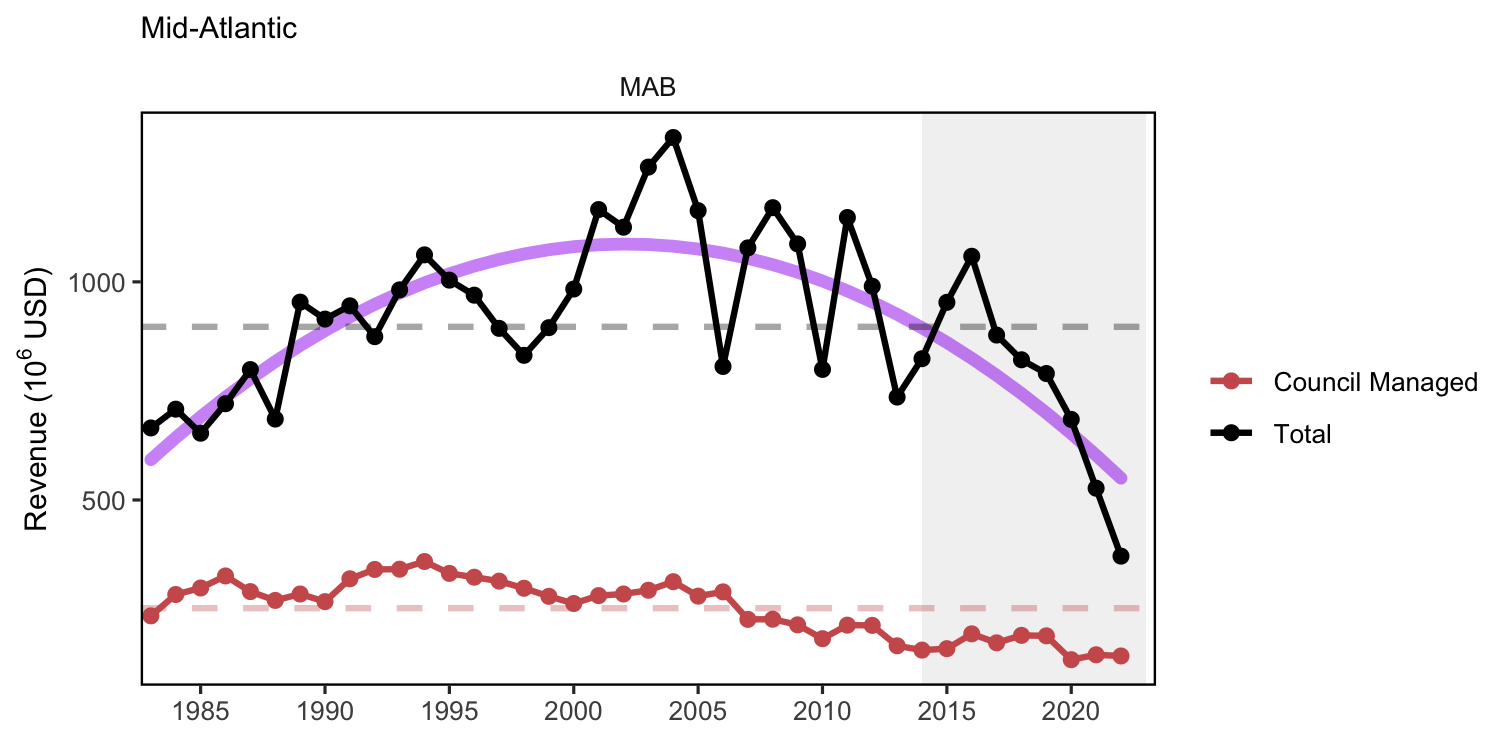 Mid-Atlantic
MAB
Revenue (10⁶ USD)
1000
500
1985 1990 1995 2000 2005 2010 2015 2020
Council Managed
Total